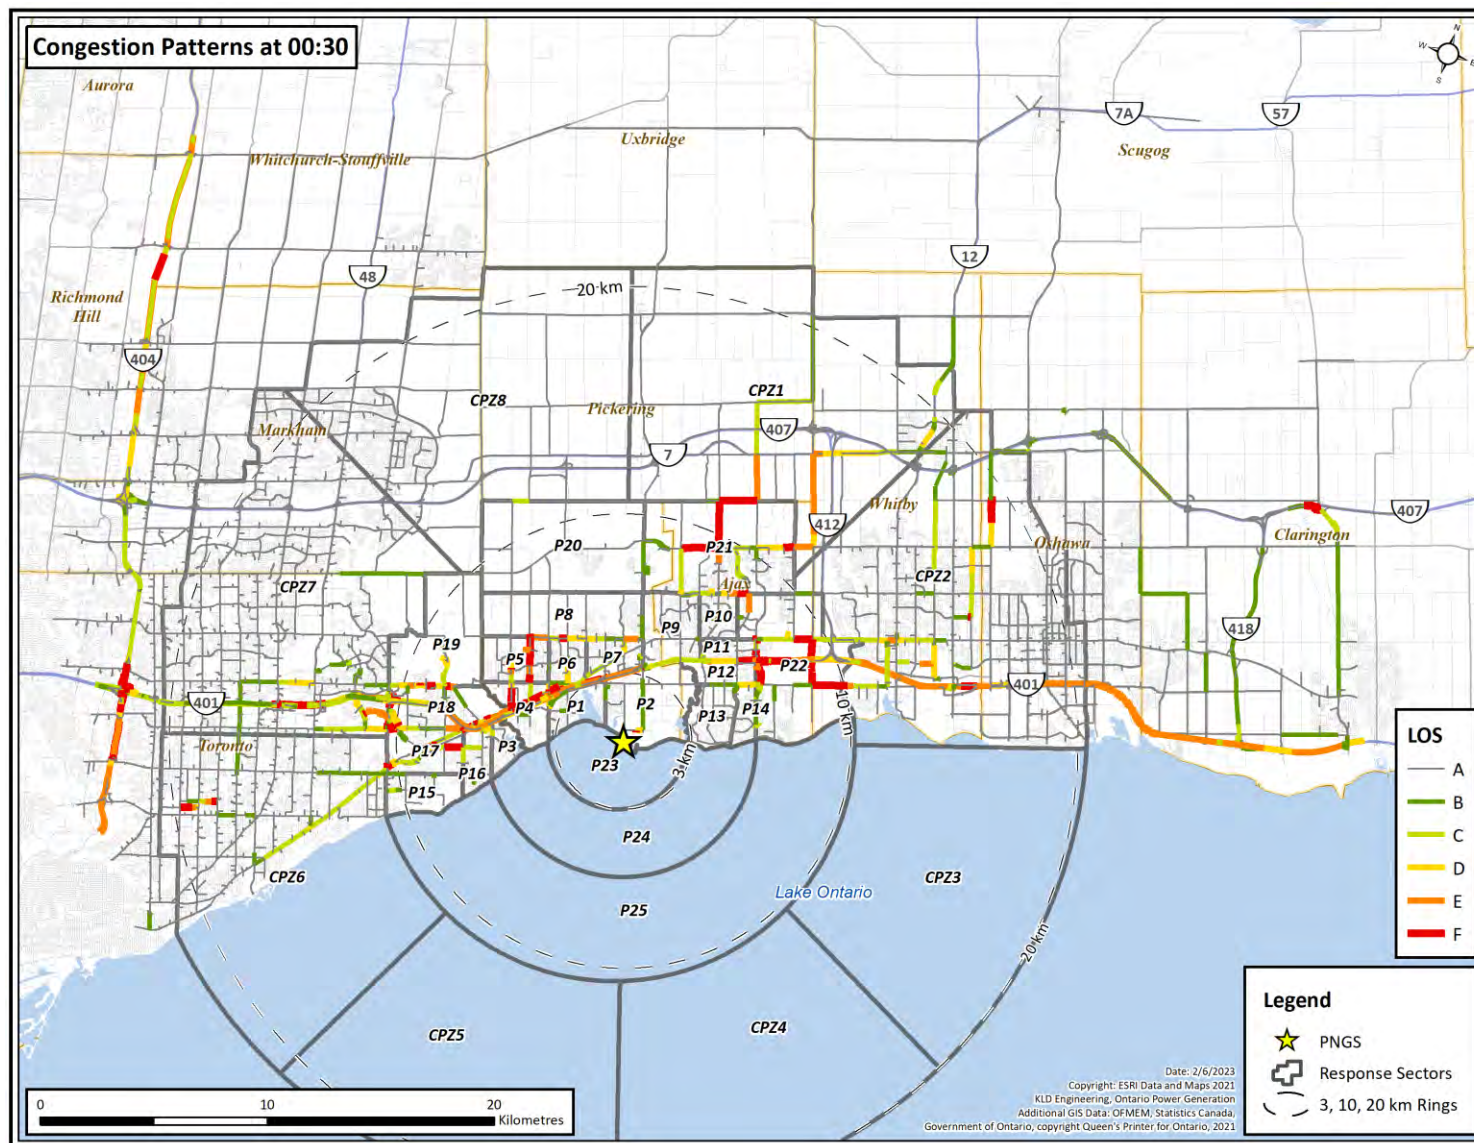 Congestion Patterns at 00:30
Aurora
Whitchurch-Stouffville
Uxbridge
Scugog
7A
57
N
W
E
S
12
48
Richmond
Hill
404
20 km
CPZ8
CPZ1
Markham
Pickering
407
7
412
Whitby
407
Oshawa
Clarington
P20
P21
Ajax
CPZ7
CPZ2
P8
P9
P10
418
P19
P5
P6
P7
P11
P12
P22
401
401
P18
P4
P1
P2
P13
P14
10 km
Toronto
P17
P3
P16
P15
P23
3 km
P24
CPZ6
P25
Lake Ontario
CPZ3
20 km
CPZ5
CPZ4
LOS
A
B
C
D
E
F
Legend
PNGS
Response Sectors
3, 10, 20 km Rings
0 10 20
Kilometres
Date: 2/6/2023
Copyright: ESRI Data and Maps 2021
KLD Engineering, Ontario Power Generation
Additional GIS Data: OFMEM, Statistics Canada,
Government of Ontario, copyright Queen's Printer for Ontario, 2021